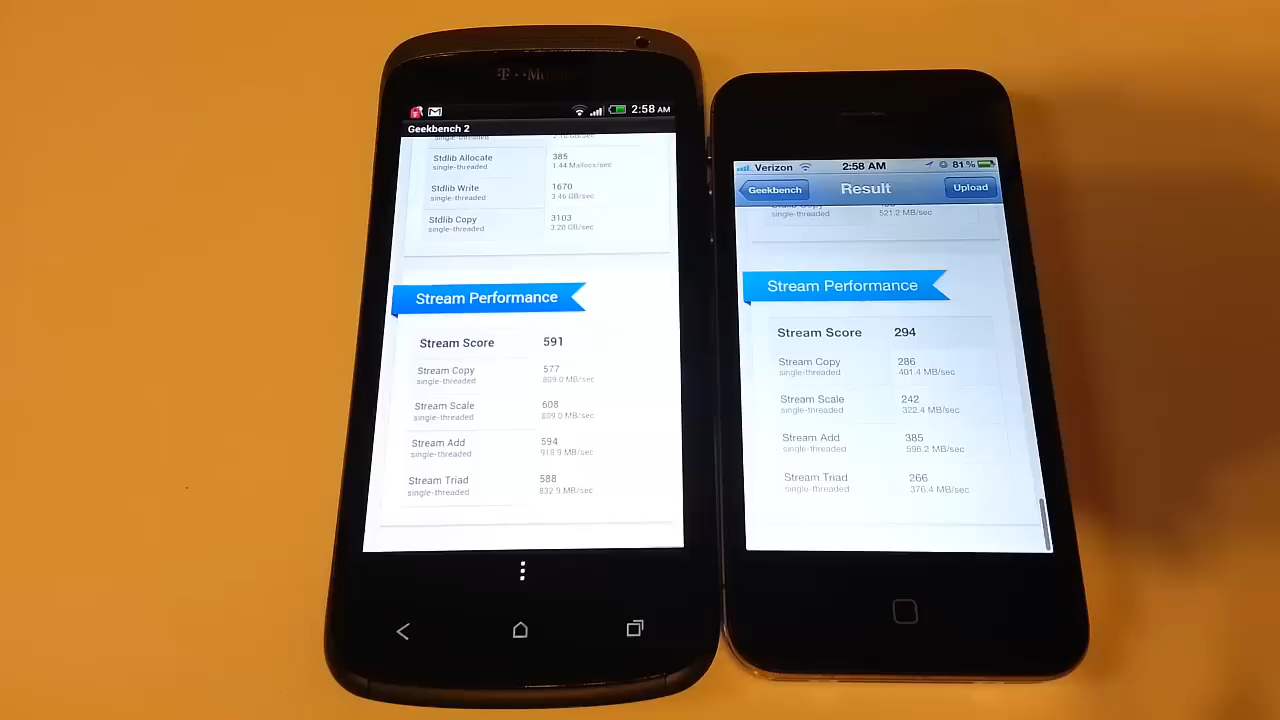 T··Mobile
2:58 AM
Geekbench 2
single-threaded
Stdlib Allocate
385
single-threaded
1.44 Mallocs/sec
Stdlib Write
1670
single-threaded
3.46 GB/sec
Stdlib Copy
3103
single-threaded
3.20 GB/sec
Stream Performance
Stream Score
591
Stream Copy
577
single-threaded
809.0 MB/sec
Stream Scale
608
single-threaded
809.0 MB/sec
Stream Add
594
single-threaded
918.9 MB/sec
Stream Triad
588
single-threaded
832.9 MB/sec
Verizon
2:58 AM
81%
Geekbench
Result
Upload
single-threaded
521.2 MB/sec
Stream Performance
Stream Score
294
Stream Copy
286
single-threaded
401.4 MB/sec
Stream Scale
242
single-threaded
322.4 MB/sec
Stream Add
385
single-threaded
596.2 MB/sec
Stream Triad
266
single-threaded
376.4 MB/sec